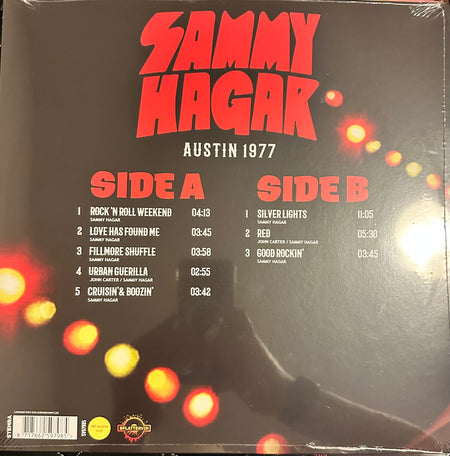 SAMMY
HAGAR
AUSTIN 1977
SIDE A
1 ROCK 'N ROLL WEEKEND 04:13
SAMMY HAGAR
2 LOVE HAS FOUND ME 03:45
SAMMY HAGAR
3 FILLMORE SHUFFLE 03:58
SAMMY HAGAR
4 URBAN GUERILLA 02:55
JOHN CARTER / SAMMY HAGAR
5 CRUISIN' & BOOZIN' 03:42
SAMMY HAGAR
SIDE B
1 SILVER LIGHTS 11:05
SAMMY HAGAR
2 RED 05:30
JOHN CARTER / SAMMY HAGAR
3 GOOD ROCKIN' 03:45
SAMMY HAGAR
STEMRA
SPLATTERVIN